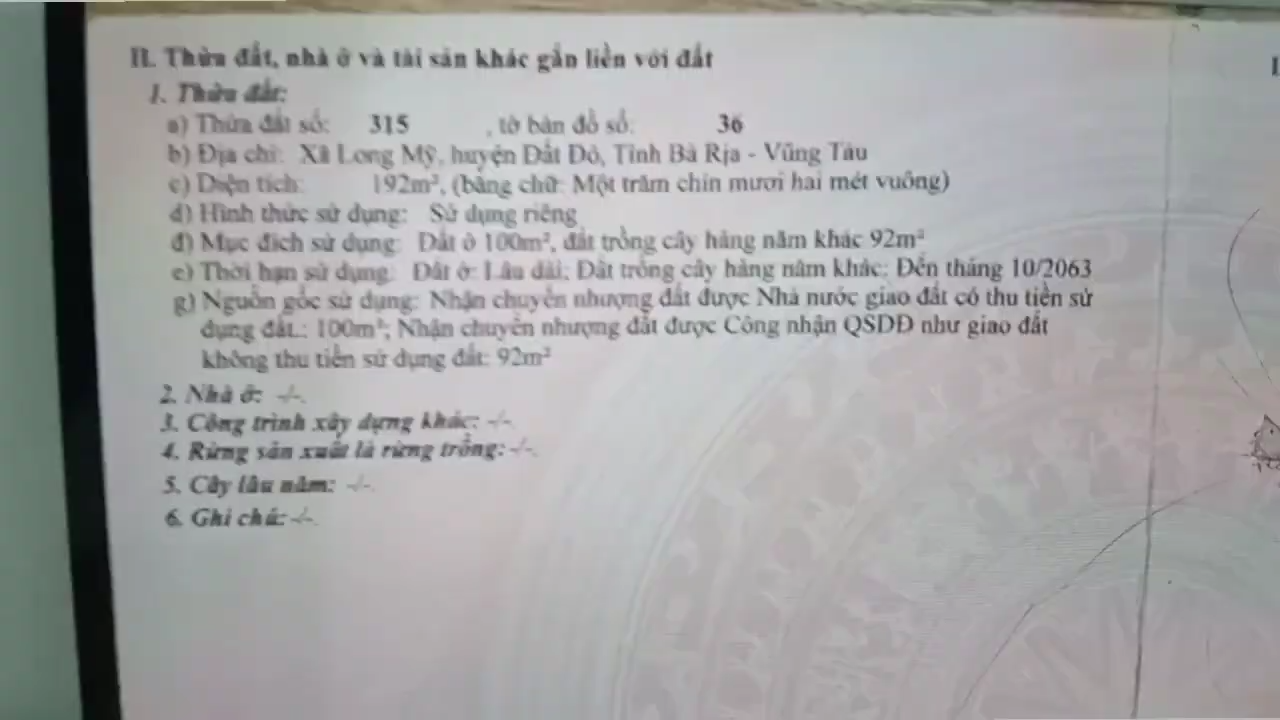 II. Thửa đất, nhà ở và tài sản khác gắn liền với đất
1. Thửa đất:
a) Thửa đất số: 315 , tờ bản đồ số: 36
b) Địa chỉ: Xã Long Mỹ, huyện Đất Đỏ, Tỉnh Bà Rịa - Vũng Tàu
c) Diện tích: 192m², (bằng chữ: Một trăm chín mươi hai mét vuông)
d) Hình thức sử dụng: Sử dụng riêng
đ) Mục đích sử dụng: Đất ở 100m², đất trồng cây hàng năm khác 92m²
e) Thời hạn sử dụng: Đất ở: Lâu dài; Đất trồng cây hàng năm khác: Đến tháng 10/2063
g) Nguồn gốc sử dụng: Nhận chuyển nhượng đất được Nhà nước giao đất có thu tiền sử
dụng đất.: 100m²; Nhận chuyển nhượng đất được Công nhận QSDĐ như giao đất
không thu tiền sử dụng đất: 92m²
2. Nhà ở: -/-.
3. Công trình xây dựng khác: -/-.
4. Rừng sản xuất là rừng trồng: -/-.
5. Cây lâu năm: -/-.
6. Ghi chú: -/-.